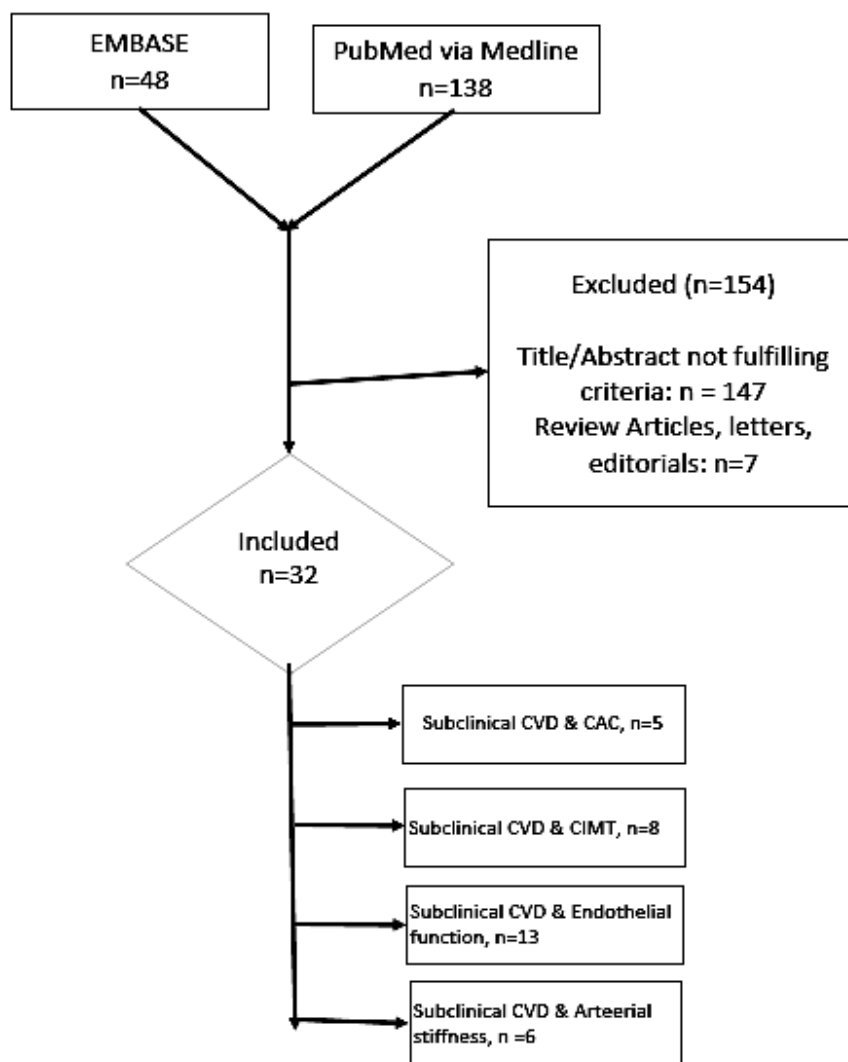 EMBASE
n=48
PubMed via Medline
n=138
Excluded (n=154)
Title/Abstract not fulfilling
criteria: n = 147
Review Articles, letters,
editorials: n=7
Included
n=32
Subclinical CVD & CAC, n=5
Subclinical CVD & CIMT, n=8
Subclinical CVD & Endothelial
function, n=13
Subclinical CVD & Arteerial
stiffness, n =6